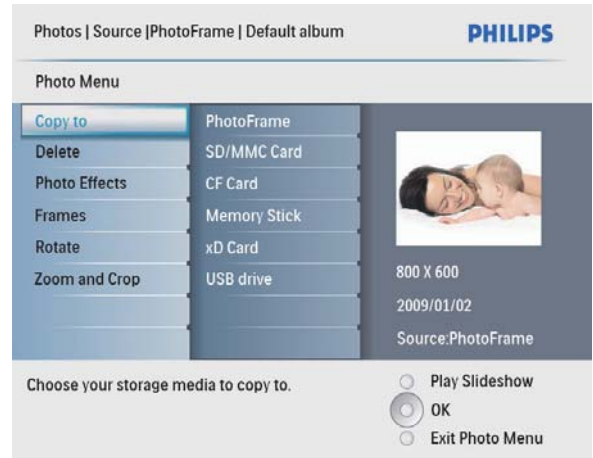 Photos | Source |PhotoFrame | Default album
PHILIPS
Photo Menu
Copy to
Delete
Photo Effects
Frames
Rotate
Zoom and Crop
PhotoFrame
SD/MMC Card
CF Card
Memory Stick
xD Card
USB drive
800 X 600
2009/01/02
Source:PhotoFrame
Choose your storage media to copy to.
Play Slideshow
OK
Exit Photo Menu